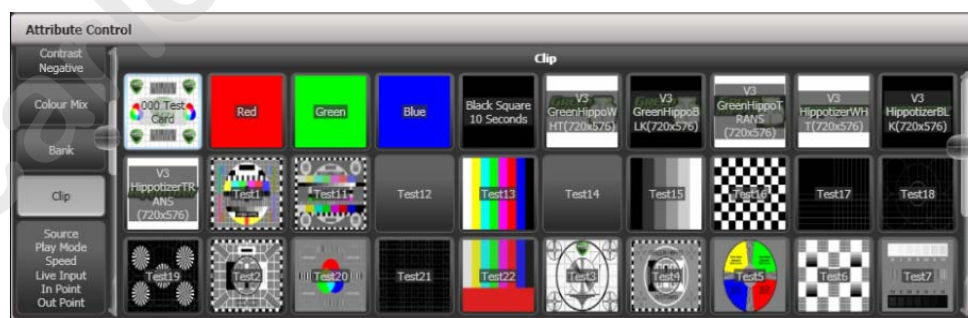 Attribute Control
Contrast
Negative
Colour Mix
Bank
Clip
Source
Play Mode
Speed
Live Input
In Point
Out Point
Clip
000 Test
Card
Red
Green
Blue
Black Square
10 Seconds
V3
GreenHippoW
HT(720x576)
V3
GreenHippoB
LK(720x576)
V3
GreenHippoT
RANS
(720x576)
V3
HippotizerWH
T(720x576)
V3
HippotizerBL
K(720x576)
V3
HippotizerTR
ANS
(720x576)
Test1
Test11
Test12
Test13
Test14
Test15
Test16
Test17
Test18
Test19
Test2
Test20
Test21
Test22
Test3
Test4
Test5
Test6
Test7